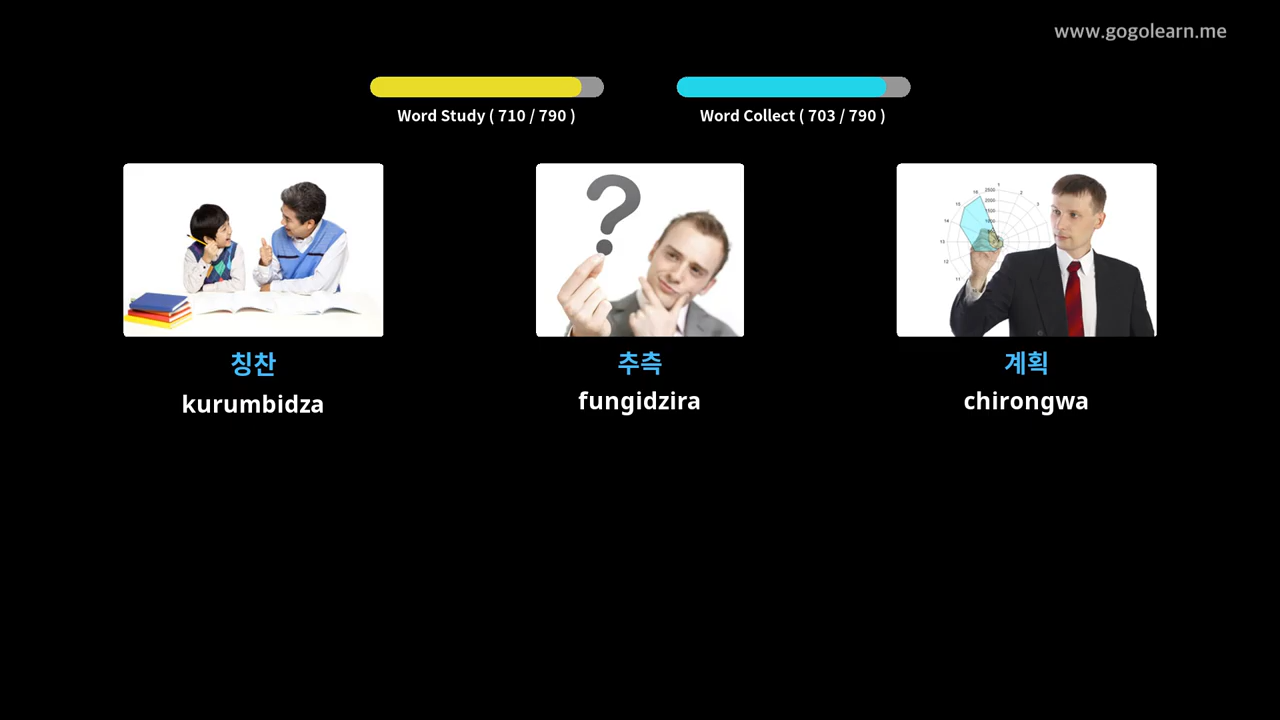 www.gogolearn.me
Word Study ( 710 / 790 )
Word Collect ( 703 / 790 )
칭찬
kurumbidza
추측
fungidzira
계획
chirongwa